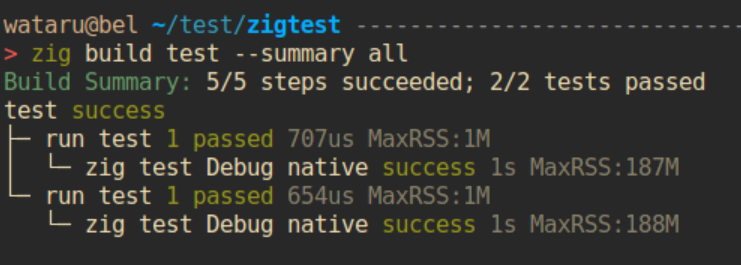 wataru@bel ~/test/zigtest -----------------------------
> zig build test --summary all
Build Summary: 5/5 steps succeeded; 2/2 tests passed
test success
├─ run test 1 passed 707us MaxRSS:1M
│  └─ zig test Debug native success 1s MaxRSS:187M
└─ run test 1 passed 654us MaxRSS:1M
   └─ zig test Debug native success 1s MaxRSS:188M